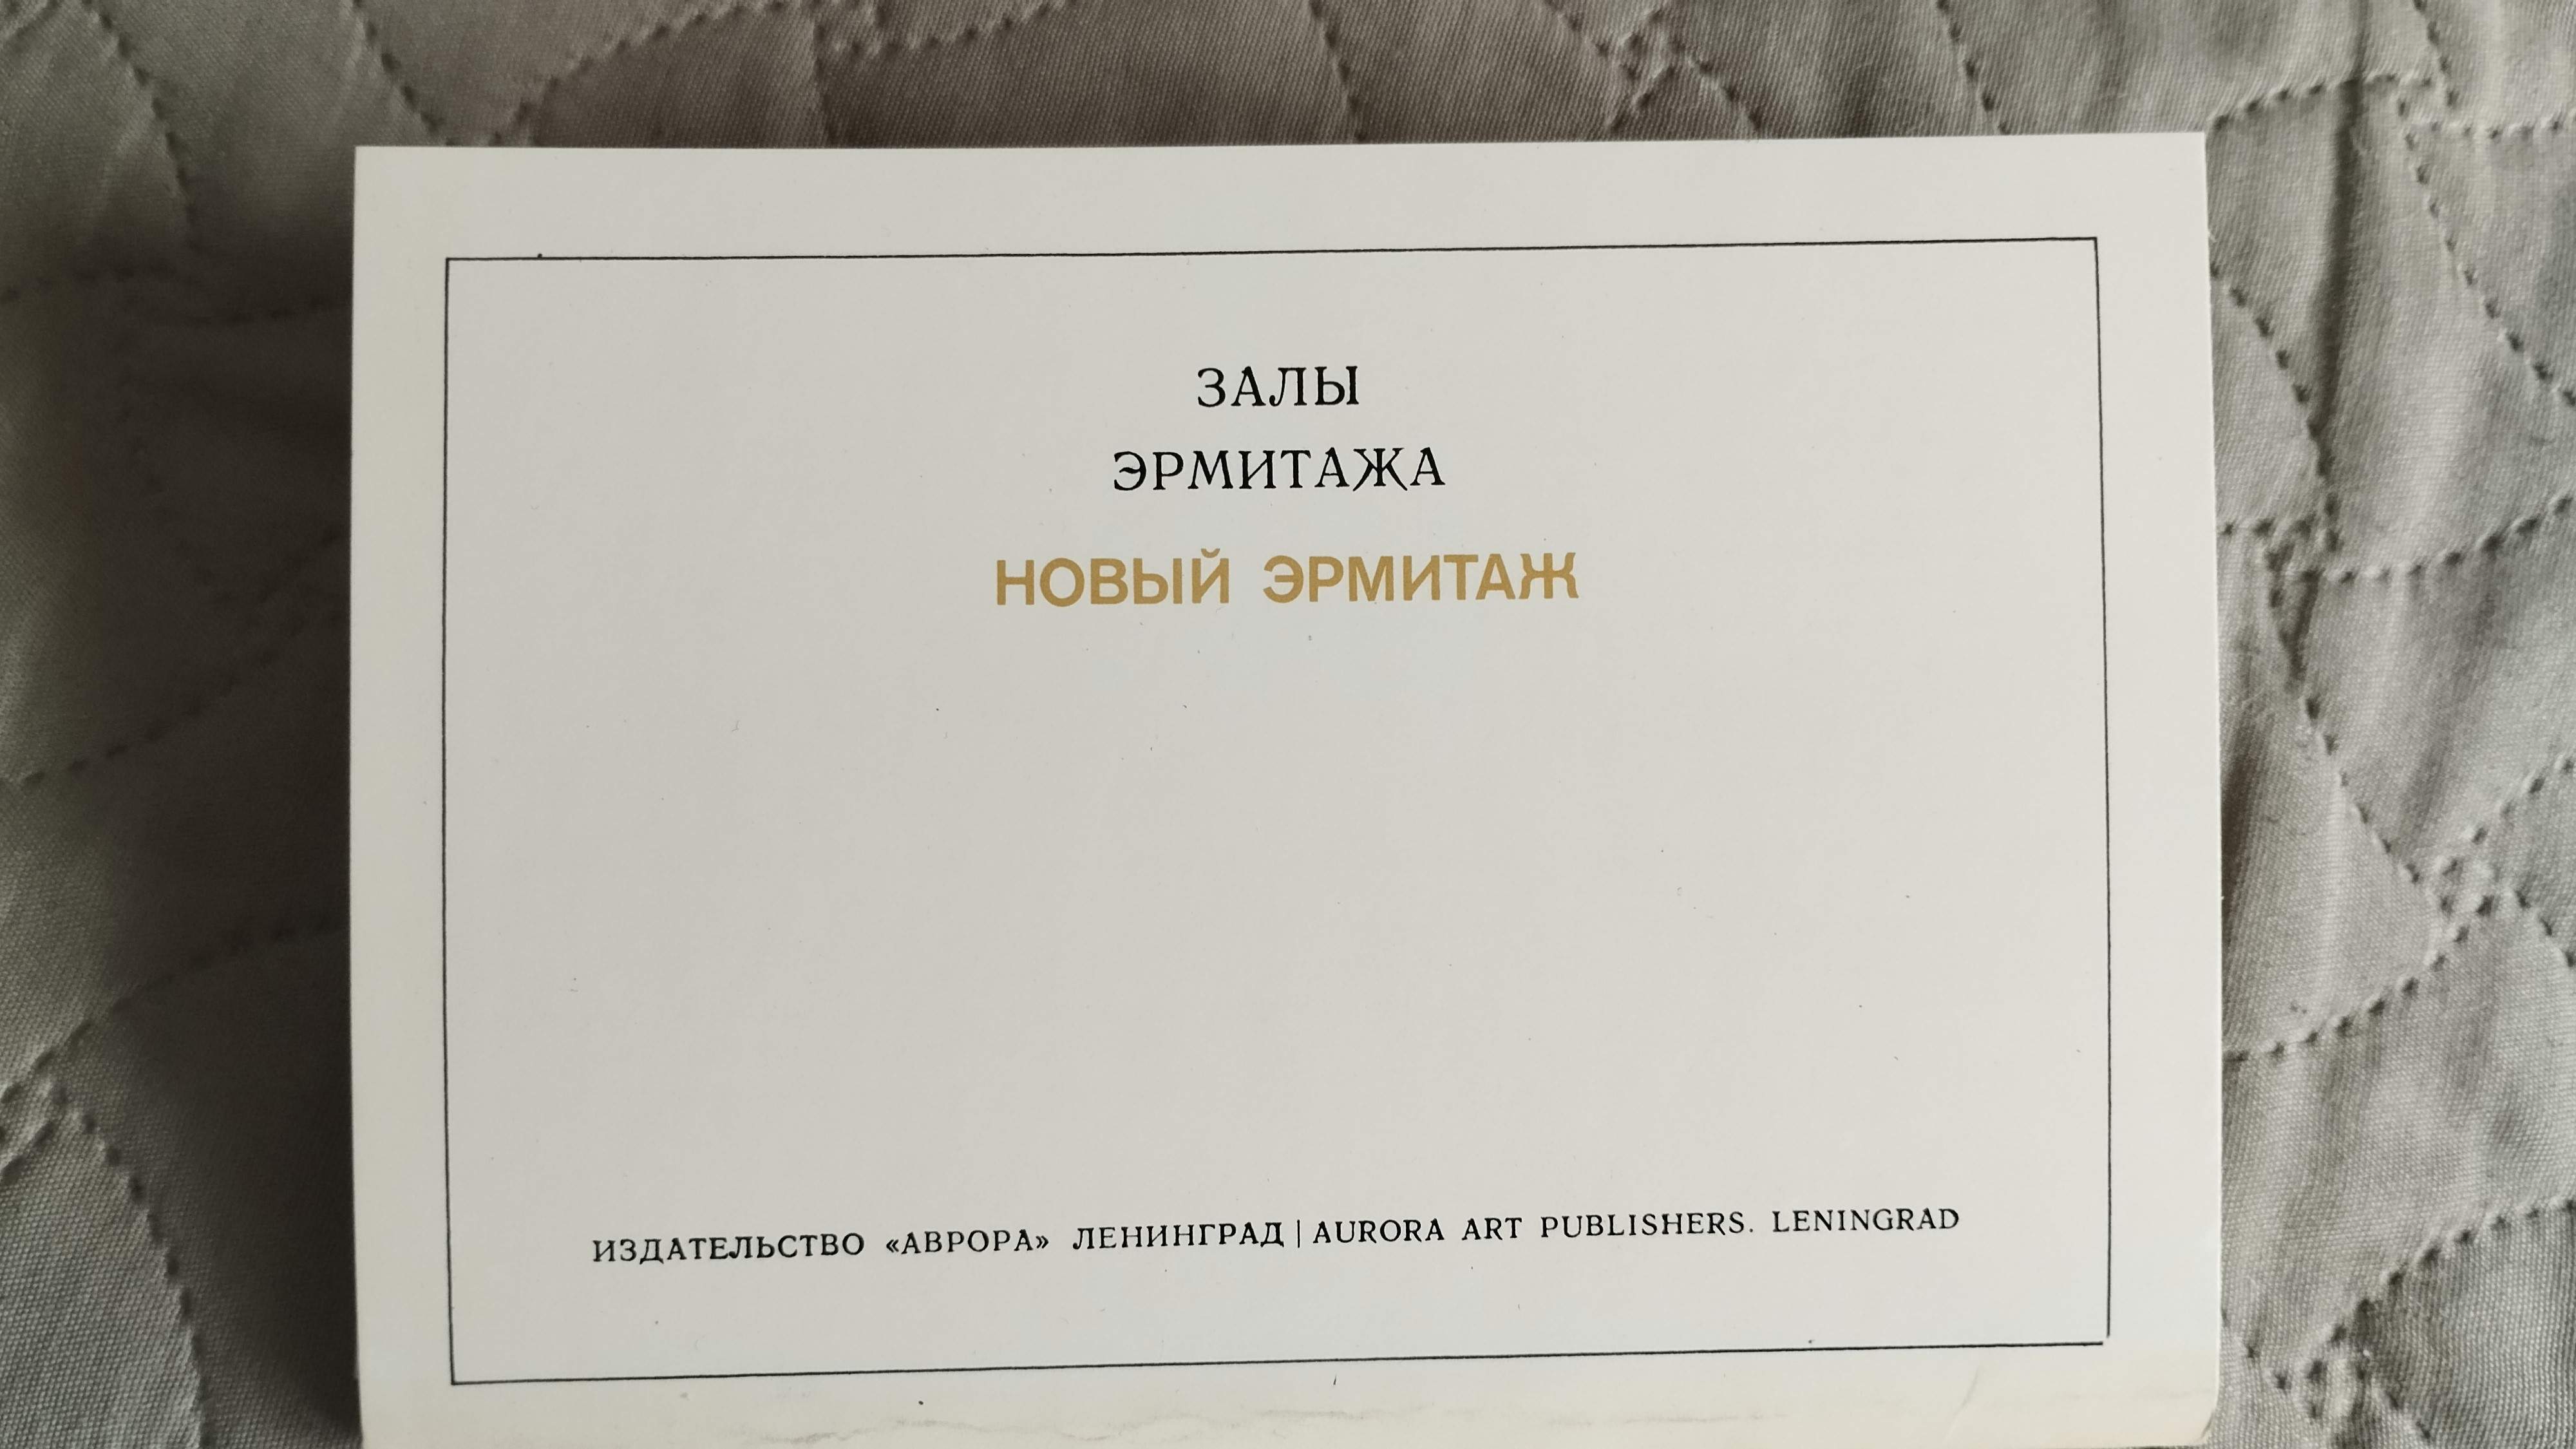 ЗАЛЫ
ЭРМИТАЖА
НОВЫЙ ЭРМИТАЖ
ИЗДАТЕЛЬСТВО «АВРОРА» ЛЕНИНГРАД | AURORA ART PUBLISHERS. LENINGRAD